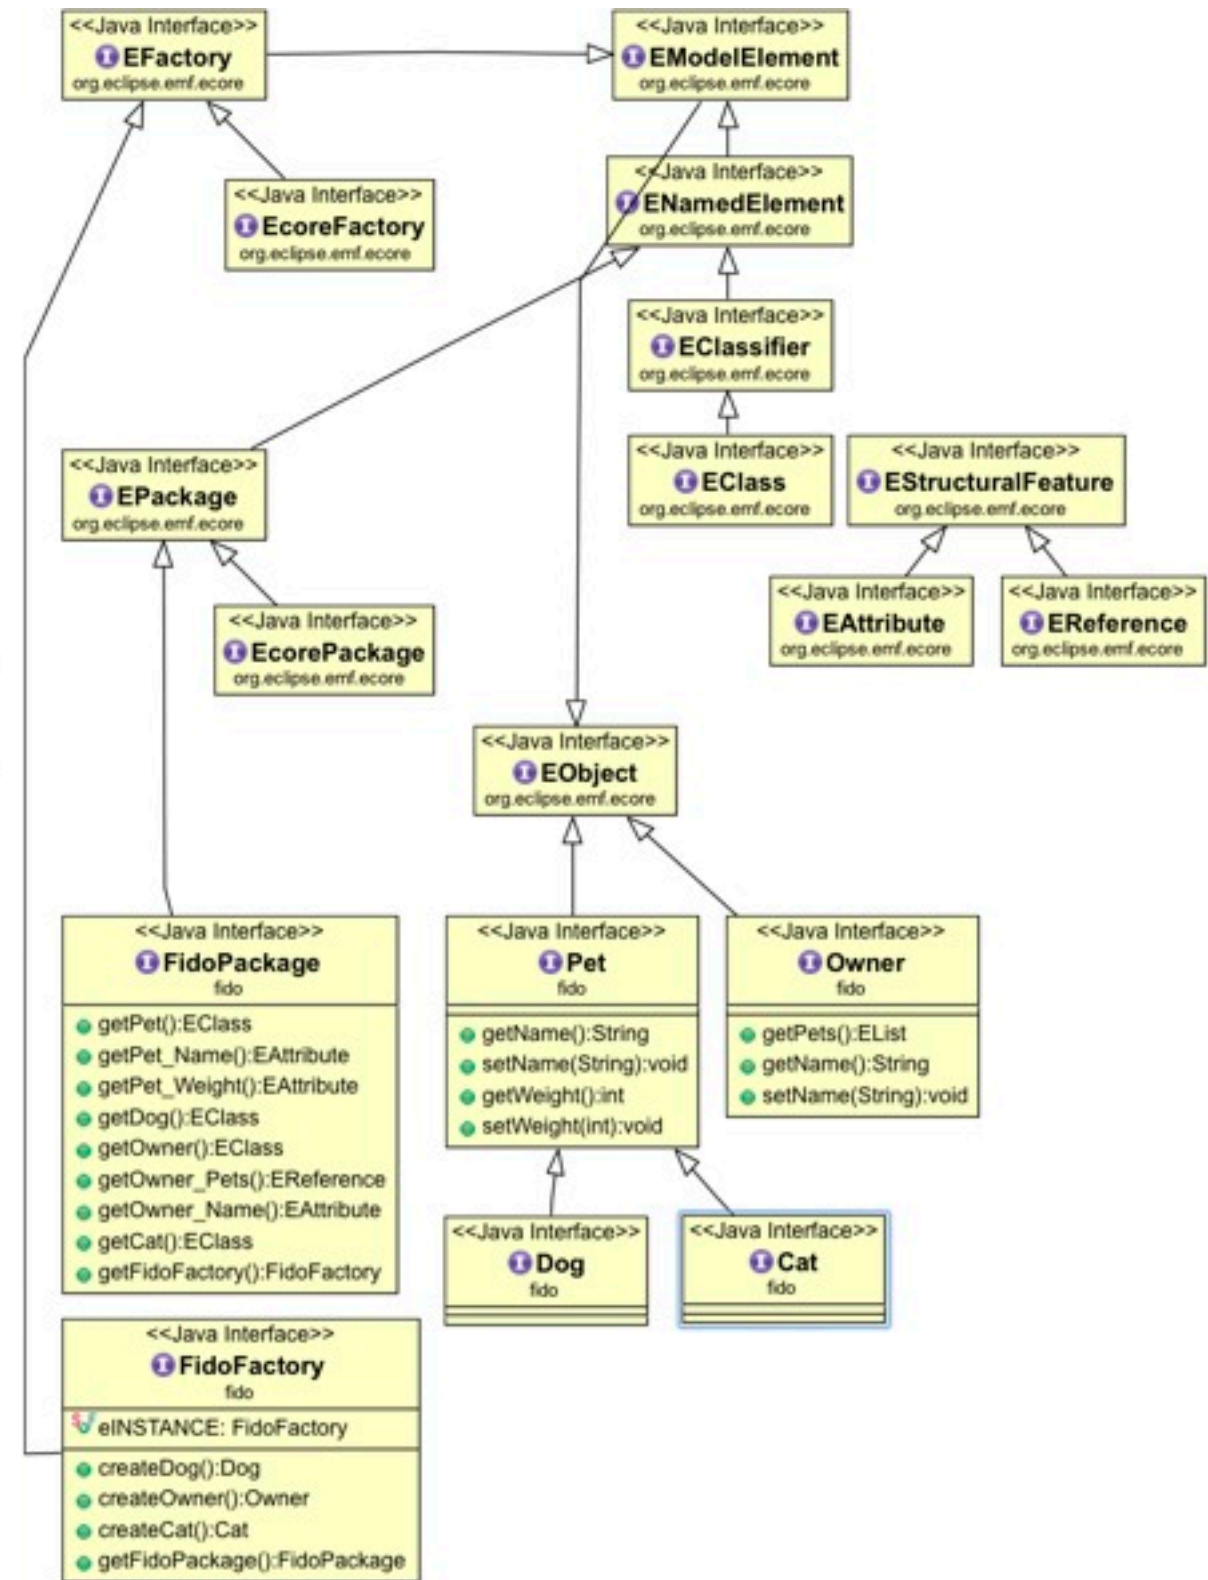 <<Java Interface>>
EFactory
org.eclipse.emf.ecore
<<Java Interface>>
EModelElement
org.eclipse.emf.ecore
<<Java Interface>>
EcoreFactory
org.eclipse.emf.ecore
<<Java Interface>>
ENamedElement
org.eclipse.emf.ecore
<<Java Interface>>
EClassifier
org.eclipse.emf.ecore
<<Java Interface>>
EPackage
org.eclipse.emf.ecore
<<Java Interface>>
EClass
org.eclipse.emf.ecore
<<Java Interface>>
EStructuralFeature
org.eclipse.emf.ecore
<<Java Interface>>
EcorePackage
org.eclipse.emf.ecore
<<Java Interface>>
EAttribute
org.eclipse.emf.ecore
<<Java Interface>>
EReference
org.eclipse.emf.ecore
<<Java Interface>>
EObject
org.eclipse.emf.ecore
<<Java Interface>>
FidoPackage
fido
getPet():EClass
getPet_Name():EAttribute
getPet_Weight():EAttribute
getDog():EClass
getOwner():EClass
getOwner_Pets():EReference
getOwner_Name():EAttribute
getCat():EClass
getFidoFactory():FidoFactory
<<Java Interface>>
Pet
fido
getName():String
setName(String):void
getWeight():int
setWeight(int):void
<<Java Interface>>
Owner
fido
getPets():EList
getName():String
setName(String):void
<<Java Interface>>
Dog
fido
<<Java Interface>>
Cat
fido
<<Java Interface>>
FidoFactory
fido
eINSTANCE: FidoFactory
createDog():Dog
createOwner():Owner
createCat():Cat
getFidoPackage():FidoPackage